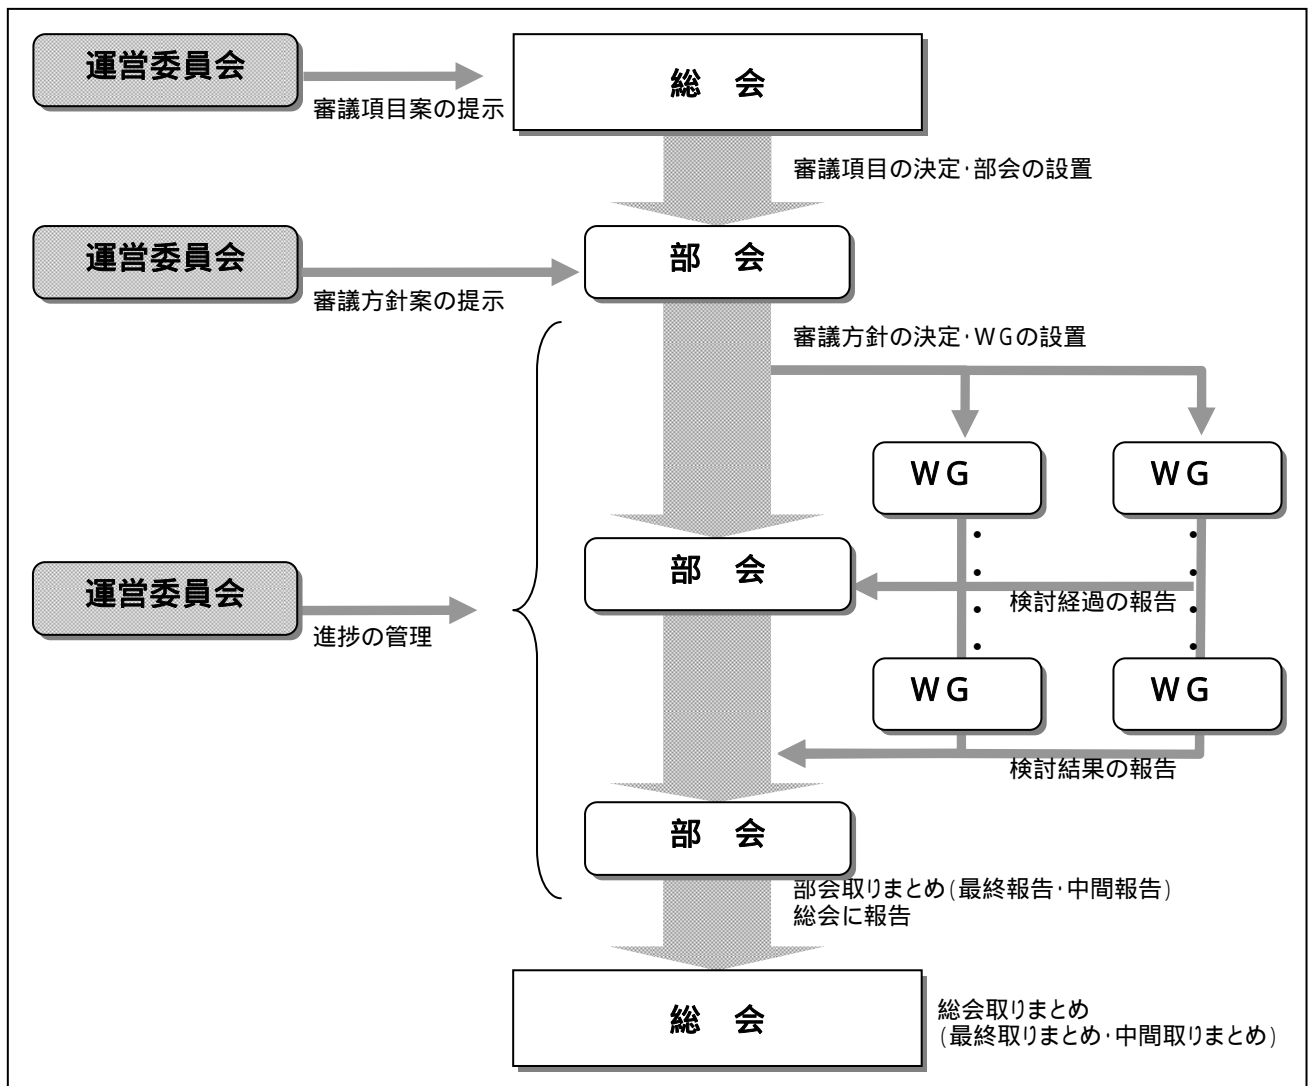 運営委員会
総　会
審議項目案の提示
審議項目の決定・部会の設置
運営委員会
部　会
審議方針案の提示
審議方針の決定・WGの設置
WG
WG
部　会
運営委員会
検討経過の報告
進捗の管理
WG
WG
検討結果の報告
部　会
部会取りまとめ(最終報告・中間報告)
総会に報告
総　会
総会取りまとめ
(最終取りまとめ・中間取りまとめ)